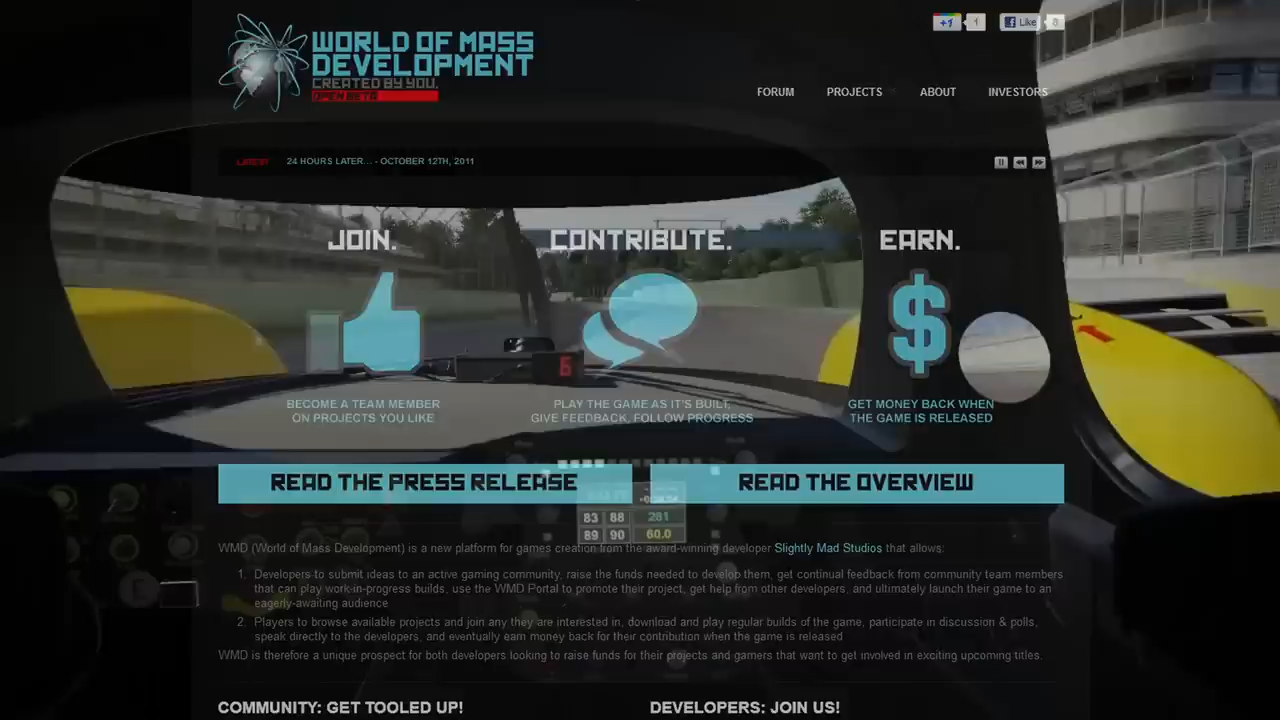 +1
1
Like
8
WORLD OF MASS
DEVELOPMENT
CREATED BY YOU.
OPEN BETA
FORUM
PROJECTS
ABOUT
INVESTORS
LATEST
24 HOURS LATER... - OCTOBER 12TH, 2011
JOIN.
CONTRIBUTE.
EARN.
$
6
BECOME A TEAM MEMBER
ON PROJECTS YOU LIKE
PLAY THE GAME AS IT'S BUILT,
GIVE FEEDBACK, FOLLOW PROGRESS
GET MONEY BACK WHEN
THE GAME IS RELEASED
READ THE PRESS RELEASE
READ THE OVERVIEW
83 88 281
89 90 60.0
WMD (World of Mass Development) is a new platform for games creation from the award-winning developer Slightly Mad Studios that allows:
1. Developers to submit ideas to an active gaming community, raise the funds needed to develop them, get continual feedback from community team members
that can play work-in-progress builds, use the WMD Portal to promote their project, get help from other developers, and ultimately launch their game to an
eagerly-awaiting audience
2. Players to browse available projects and join any they are interested in, download and play regular builds of the game, participate in discussion & polls,
speak directly to the developers, and eventually earn money back for their contribution when the game is released
WMD is therefore a unique prospect for both developers looking to raise funds for their projects and gamers that want to get involved in exciting upcoming titles.
COMMUNITY: GET TOOLED UP!
DEVELOPERS: JOIN US!